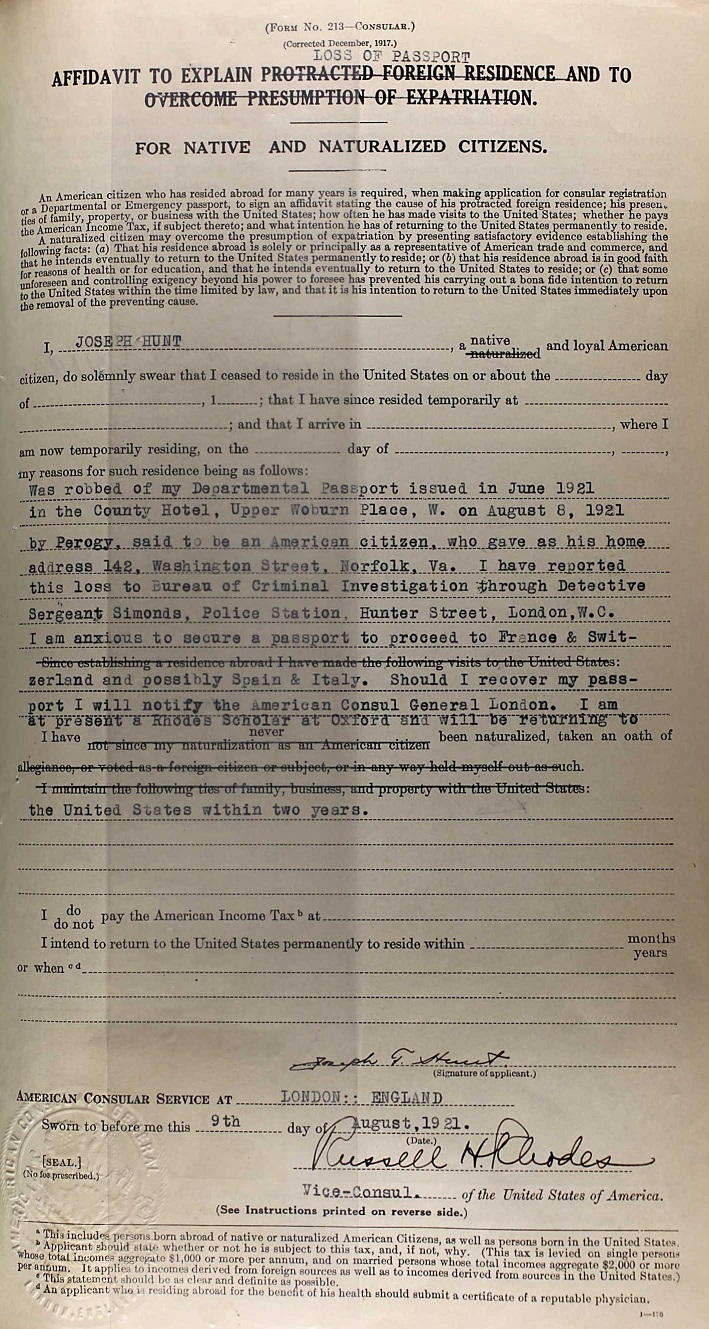 (FORM NO. 213—CONSULAR.)
(Corrected December, 1917.)
LOSS OF PASSPORT
AFFIDAVIT TO EXPLAIN PROTRACTED FOREIGN RESIDENCE AND TO
OVERCOME PRESUMPTION OF EXPATRIATION.
FOR NATIVE AND NATURALIZED CITIZENS.
An American citizen who has resided abroad for many years is required, when making application for consular registration
or a Departmental or Emergency passport, to sign an affidavit stating the cause of his protracted foreign residence; his presen.
ties of family, property, or business with the United States; how often he has made visits to the United States; whether he pays
the American Income Tax, if subject thereto; and what intention he has of returning to the United States permanently to reside.
A naturalized citizen may overcome the presumption of expatriation by presenting satisfactory evidence establishing the
following facts: (a) That his residence abroad is solely or principally as a representative of American trade and commerce, and
that he intends eventually to return to the United States permanently to reside; or (b) that his residence abroad is in good faith
for reasons of health or for education, and that he intends eventually to return to the United States to reside; or (c) that some
unforeseen and controlling exigency beyond his power to foresee has prevented his carrying out a bona fide intention to return
to the United States within the time limited by law, and that it is his intention to return to the United States immediately upon
the removal of the preventing cause.
I, JOSEPH HUNT, a native naturalized and loyal American
citizen, do solemnly swear that I ceased to reside in the United States on or about the day
of , 1 ; that I have since resided temporarily at
; and that I arrive in , where I
am now temporarily residing, on the day of , ,
my reasons for such residence being as follows:
Was robbed of my Departmental Passport issued in June 1921
in the County Hotel, Upper Woburn Place, W. on August 8, 1921
by Perogy, said to be an American citizen, who gave as his home
address 142, Washington Street, Norfolk, Va. I have reported
this loss to Bureau of Criminal Investigation through Detective
Sergeant Simonds, Police Station, Hunter Street, London,W.C.
I am anxious to secure a passport to proceed to France & Swit-
Since establishing a residence abroad I have made the following visits to the United States:
zerland and possibly Spain & Italy. Should I recover my pass-
port I will notify the American Consul General London. I am
at present a Rhodes Scholar at Oxford and will be returning to
I have never not since my naturalization as an American citizen been naturalized, taken an oath of
allegiance, or voted as a foreign citizen or subject, or in any way held myself out as such.
I maintain the following ties of family, business, and property with the United States:
the United States within two years.
I do do not pay the American Income Tax b at
I intend to return to the United States permanently to reside within months years
or when c d
Joseph T. Hunt
(Signature of applicant.)
AMERICAN CONSULAR SERVICE AT LONDON:: ENGLAND
Sworn to before me this 9th day of August,1921.
(Date.)
Russell H. Rhodes
[SEAL.]
(No fee prescribed.)
Vice-Consul. of the United States of America.
(See Instructions printed on reverse side.)
a This includes persons born abroad of native or naturalized American Citizens, as well as persons born in the United States.
b Applicant should state whether or not he is subject to this tax, and, if not, why. (This tax is levied on single persons
whose total incomes aggregate $1,000 or more per annum, and on married persons whose total incomes aggregate $2,000 or more
per annum. It applies to incomes derived from foreign sources as well as to incomes derived from sources in the United States.)
c This statement should be as clear and definite as possible.
d An applicant who is residing abroad for the benefit of his health should submit a certificate of a reputable physician.
1—170